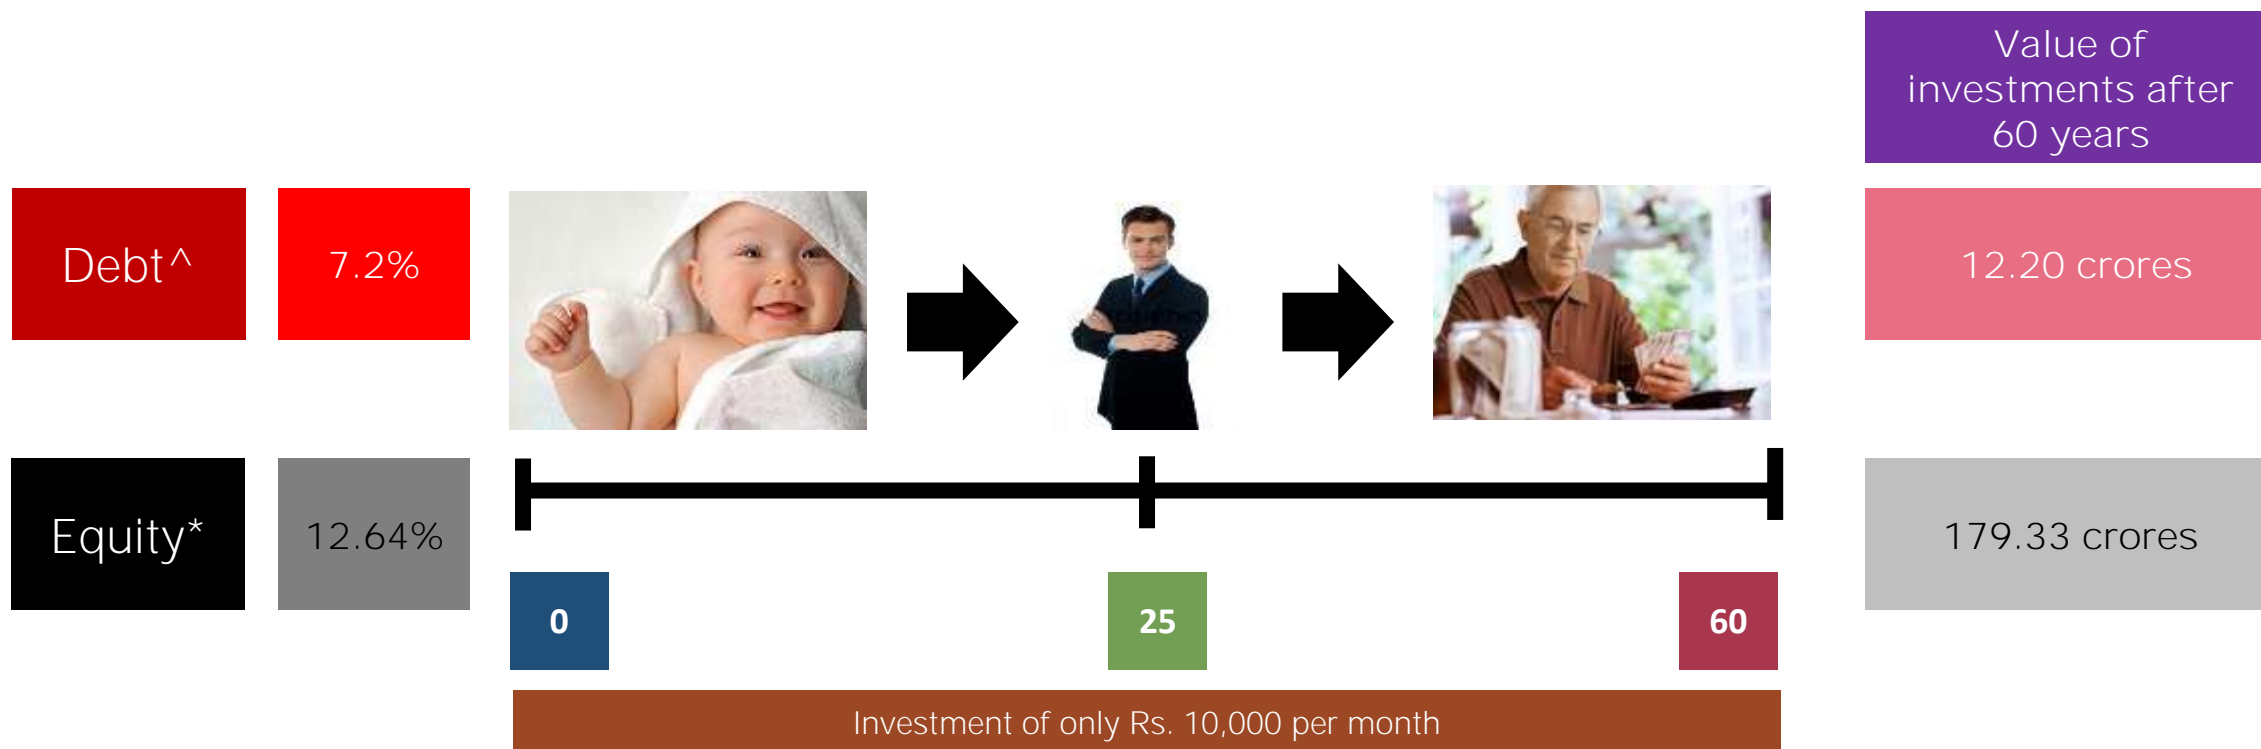 Value of
investments after
60 years
Debt^
7.2%
12.20 crores
Equity*
12.64%
179.33 crores
0
25
60
Investment of only Rs. 10,000 per month